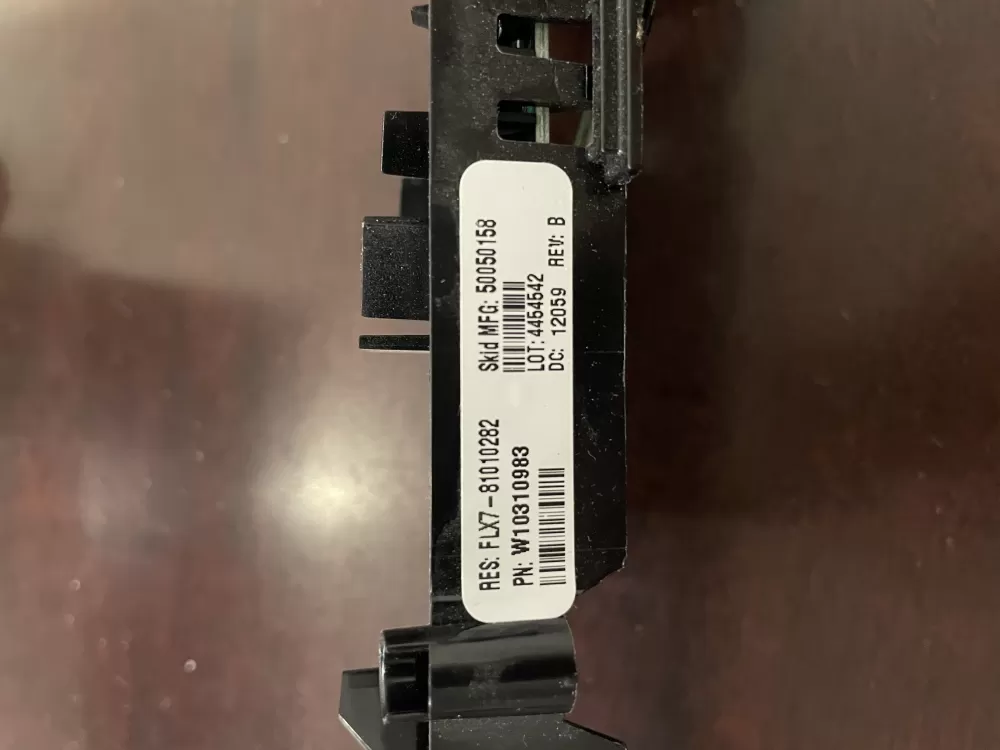 RES: FLX7-81010282
PN: W10310983
Skid MFG: 50050158
LOT: 4454542
DC: 12059 REV: B